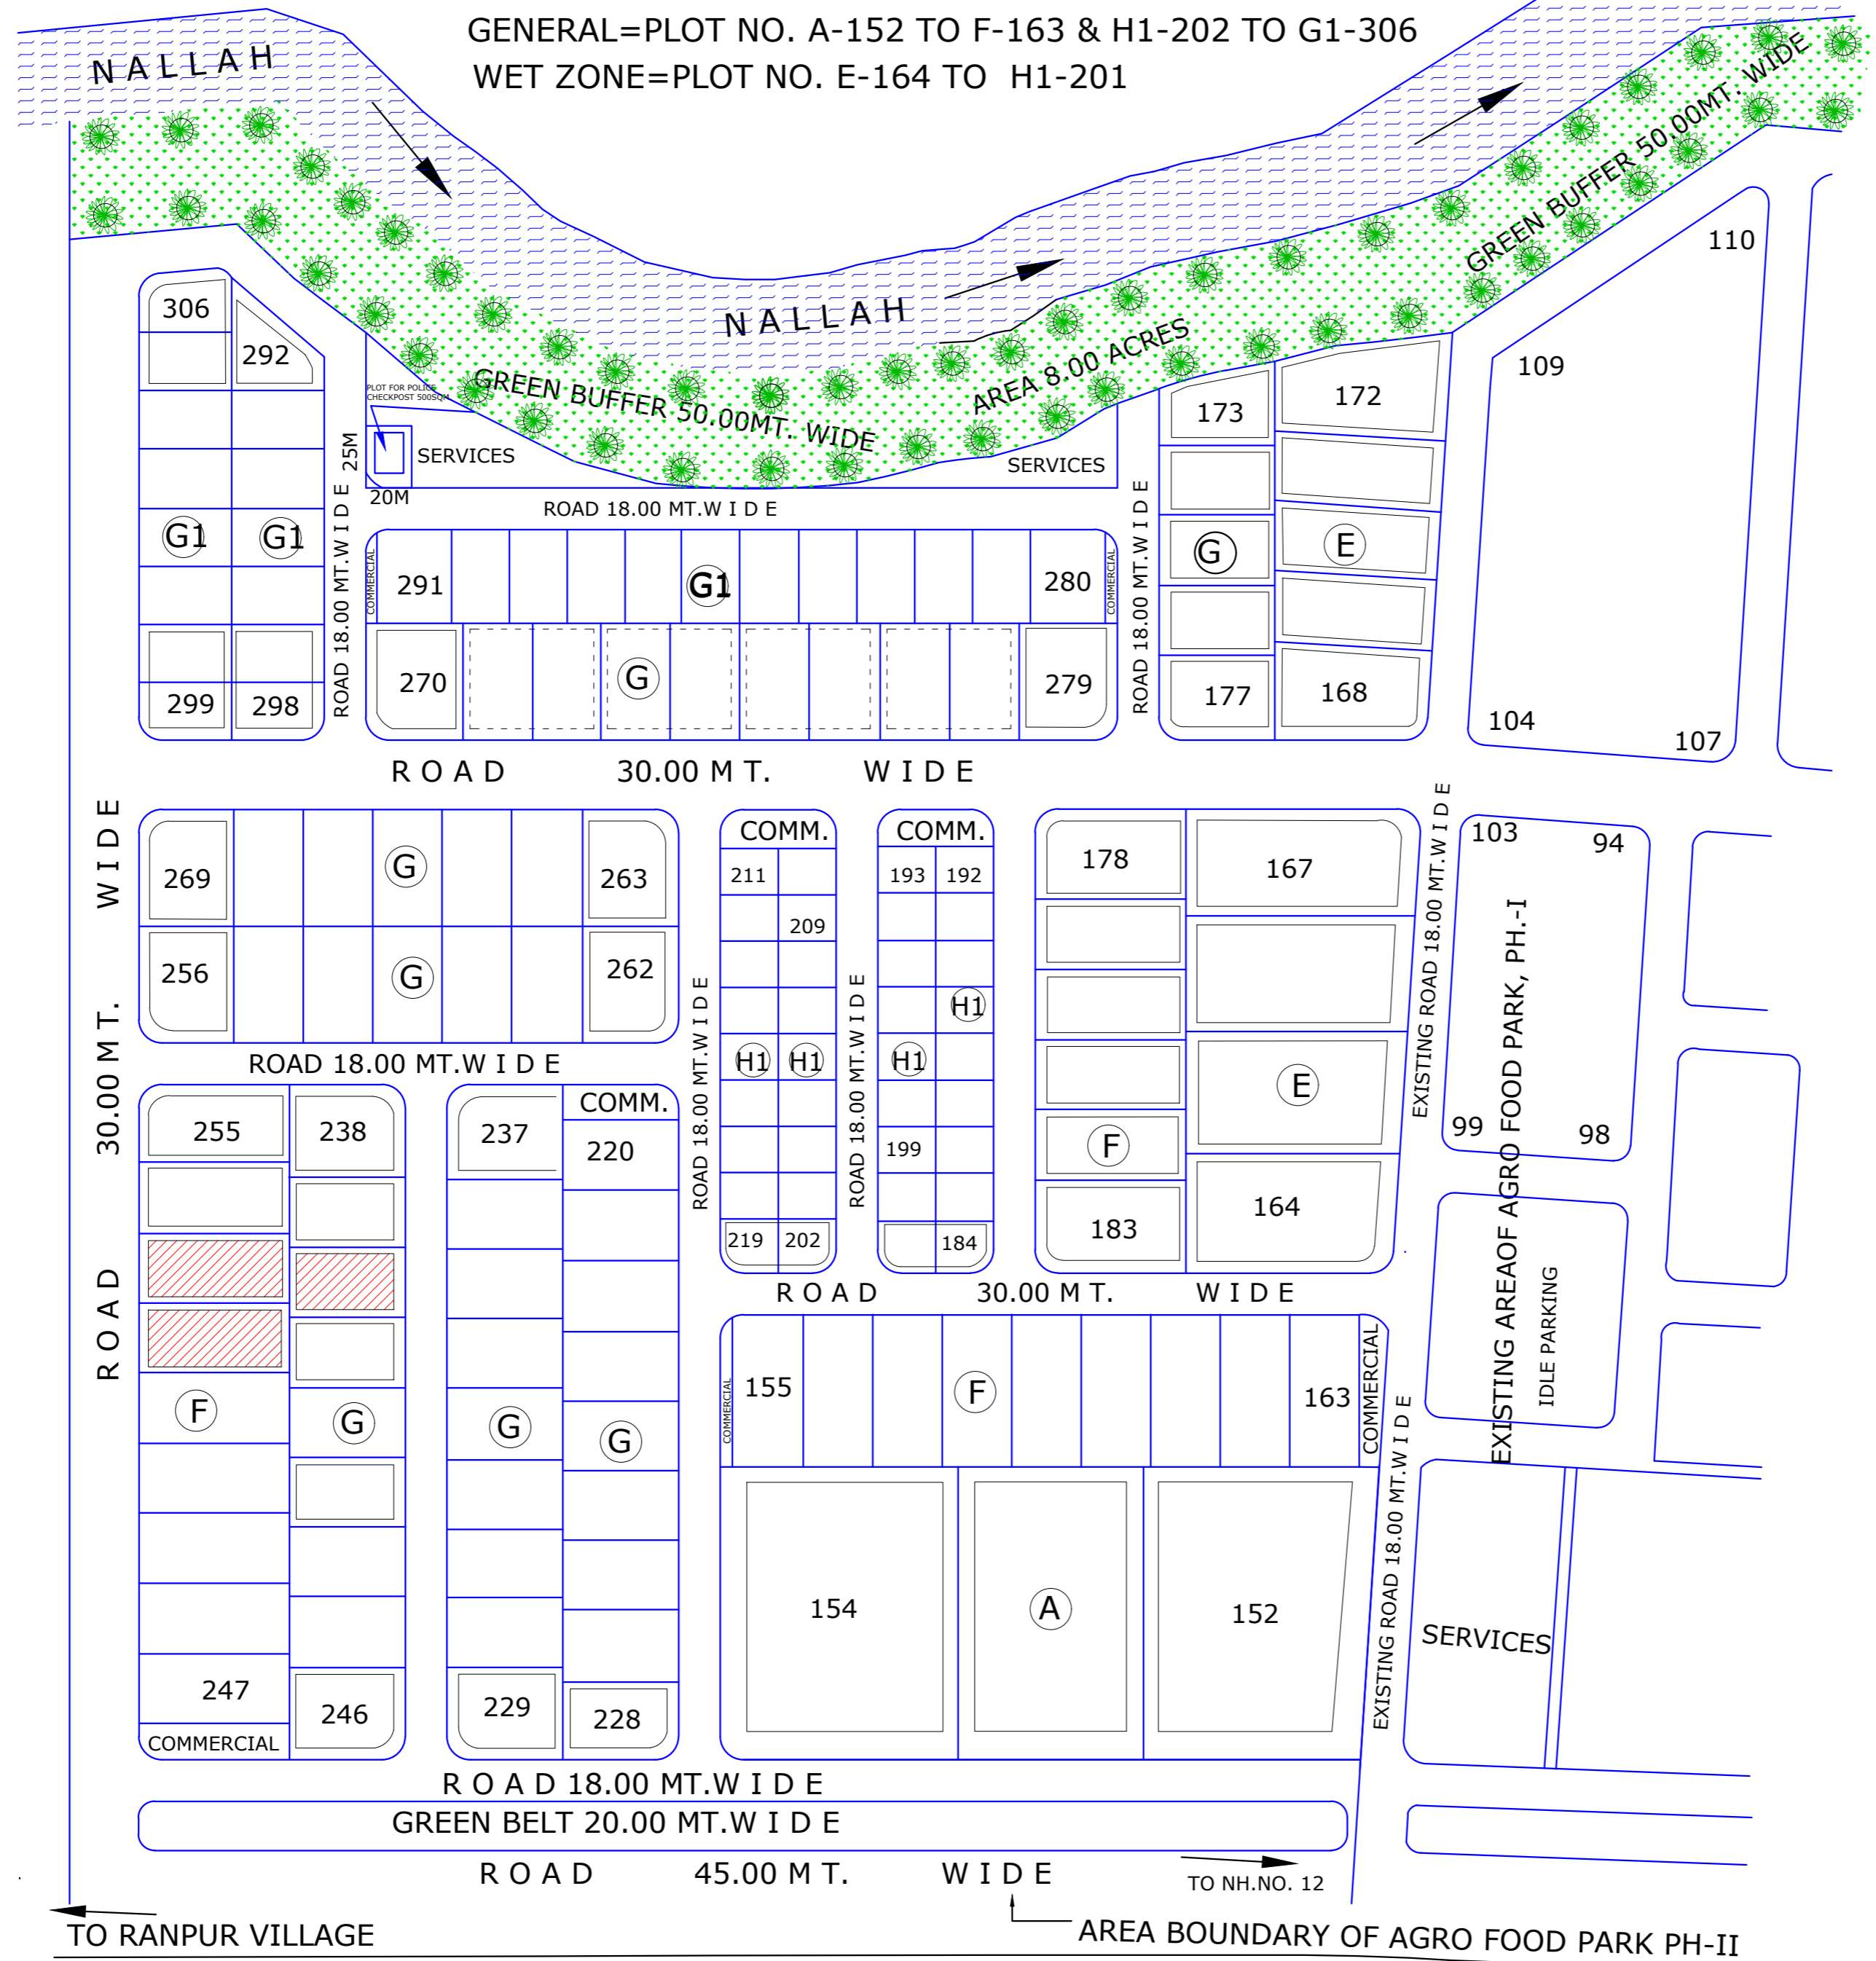 GENERAL=PLOT NO. A-152 TO F-163 & H1-202 TO G1-306
WET ZONE=PLOT NO. E-164 TO H1-201
NALLAH
GREEN BUFFER 50.00MT. WIDE
110
306
292
NALLAH
AREA 8.00 ACRES
109
172
173
PLOT FOR POLICE
CHECKPOST 500SQM
GREEN BUFFER 50.00MT. WIDE
25M
SERVICES
SERVICES
20M
ROAD 18.00 MT.WIDE
G1
G1
ROAD 18.00 MT.WIDE
COMMERCIAL
291
G1
280
COMMERCIAL
ROAD 18.00 MT.WIDE
G
E
270
G
279
177
168
299
298
104
107
ROAD 30.00 MT. WIDE
ROAD 30.00 MT. WIDE
269
G
263
COMM.
COMM.
178
167
EXISTING ROAD 18.00 MT.WIDE
103
94
211
193
192
209
256
G
262
H1
H1
H1
H1
ROAD 18.00 MT.WIDE
ROAD 18.00 MT.WIDE
ROAD 18.00 MT.WIDE
E
EXISTING AREAOF AGRO FOOD PARK, PH.-I
255
238
237
COMM.
220
199
F
99
98
219
202
184
183
164
ROAD 30.00 MT. WIDE
IDLE PARKING
COMMERCIAL
155
F
163
COMMERCIAL
EXISTING ROAD 18.00 MT.WIDE
F
G
G
G
154
A
152
SERVICES
247
246
229
228
COMMERCIAL
ROAD 18.00 MT.WIDE
GREEN BELT 20.00 MT.WIDE
ROAD 45.00 MT. WIDE
TO NH.NO. 12
TO RANPUR VILLAGE
AREA BOUNDARY OF AGRO FOOD PARK PH-II